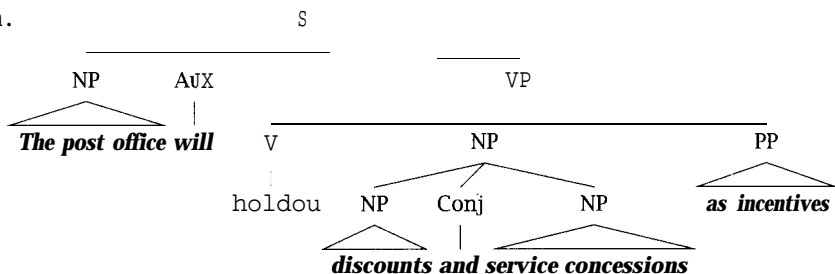 a. S
NP AUX VP
The post office will V NP PP
holdou NP Conj NP as incentives
discounts and service concessions